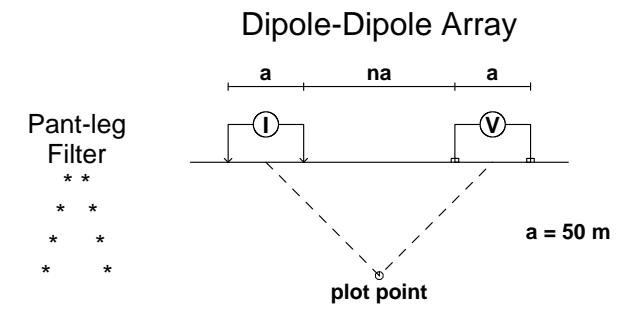 Dipole-Dipole Array
a na a
I V
Pant-leg
Filter
* *
* *
* *
* *
a = 50 m
plot point